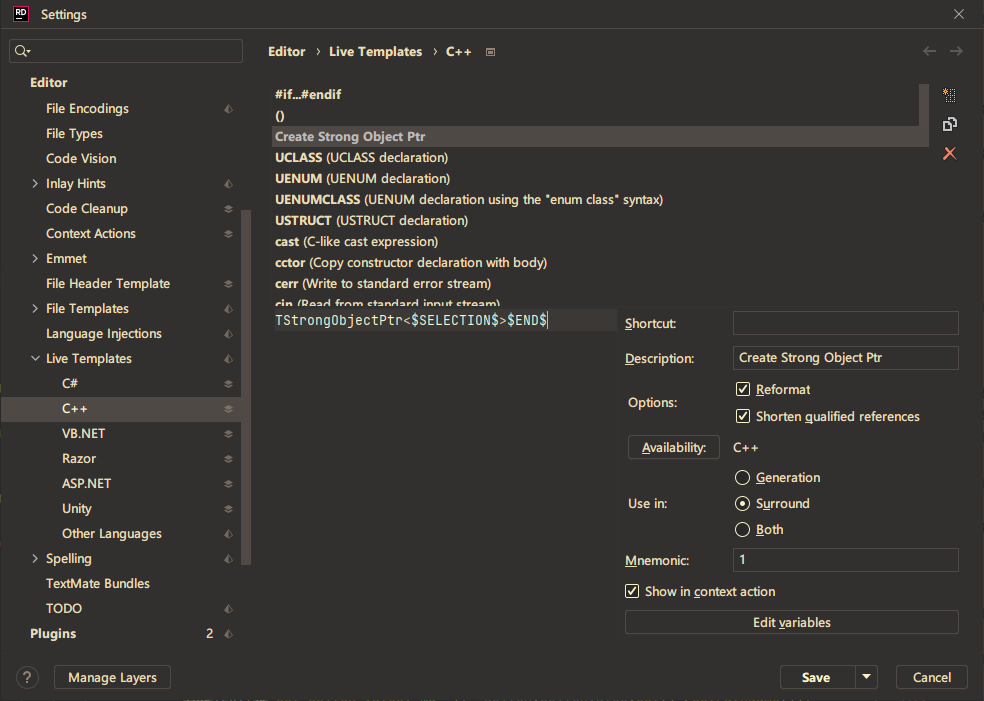 RD Settings
Editor › Live Templates › C++
Editor
File Encodings
File Types
Code Vision
Inlay Hints
Code Cleanup
Context Actions
Emmet
File Header Template
File Templates
Language Injections
Live Templates
C#
C++
VB.NET
Razor
ASP.NET
Unity
Other Languages
Spelling
TextMate Bundles
TODO
Plugins 2
#if...#endif
()
Create Strong Object Ptr
UCLASS (UCLASS declaration)
UENUM (UENUM declaration)
UENUMCLASS (UENUM declaration using the "enum class" syntax)
USTRUCT (USTRUCT declaration)
cast (C-like cast expression)
cctor (Copy constructor declaration with body)
cerr (Write to standard error stream)
cin (Read from standard input stream)
TStrongObjectPtr<$SELECTION$>$END$
Shortcut:
Description: Create Strong Object Ptr
Options: Reformat
Shorten qualified references
Availability: C++
Use in: Generation
Surround
Both
Mnemonic: 1
Show in context action
Edit variables
? Manage Layers Save Cancel